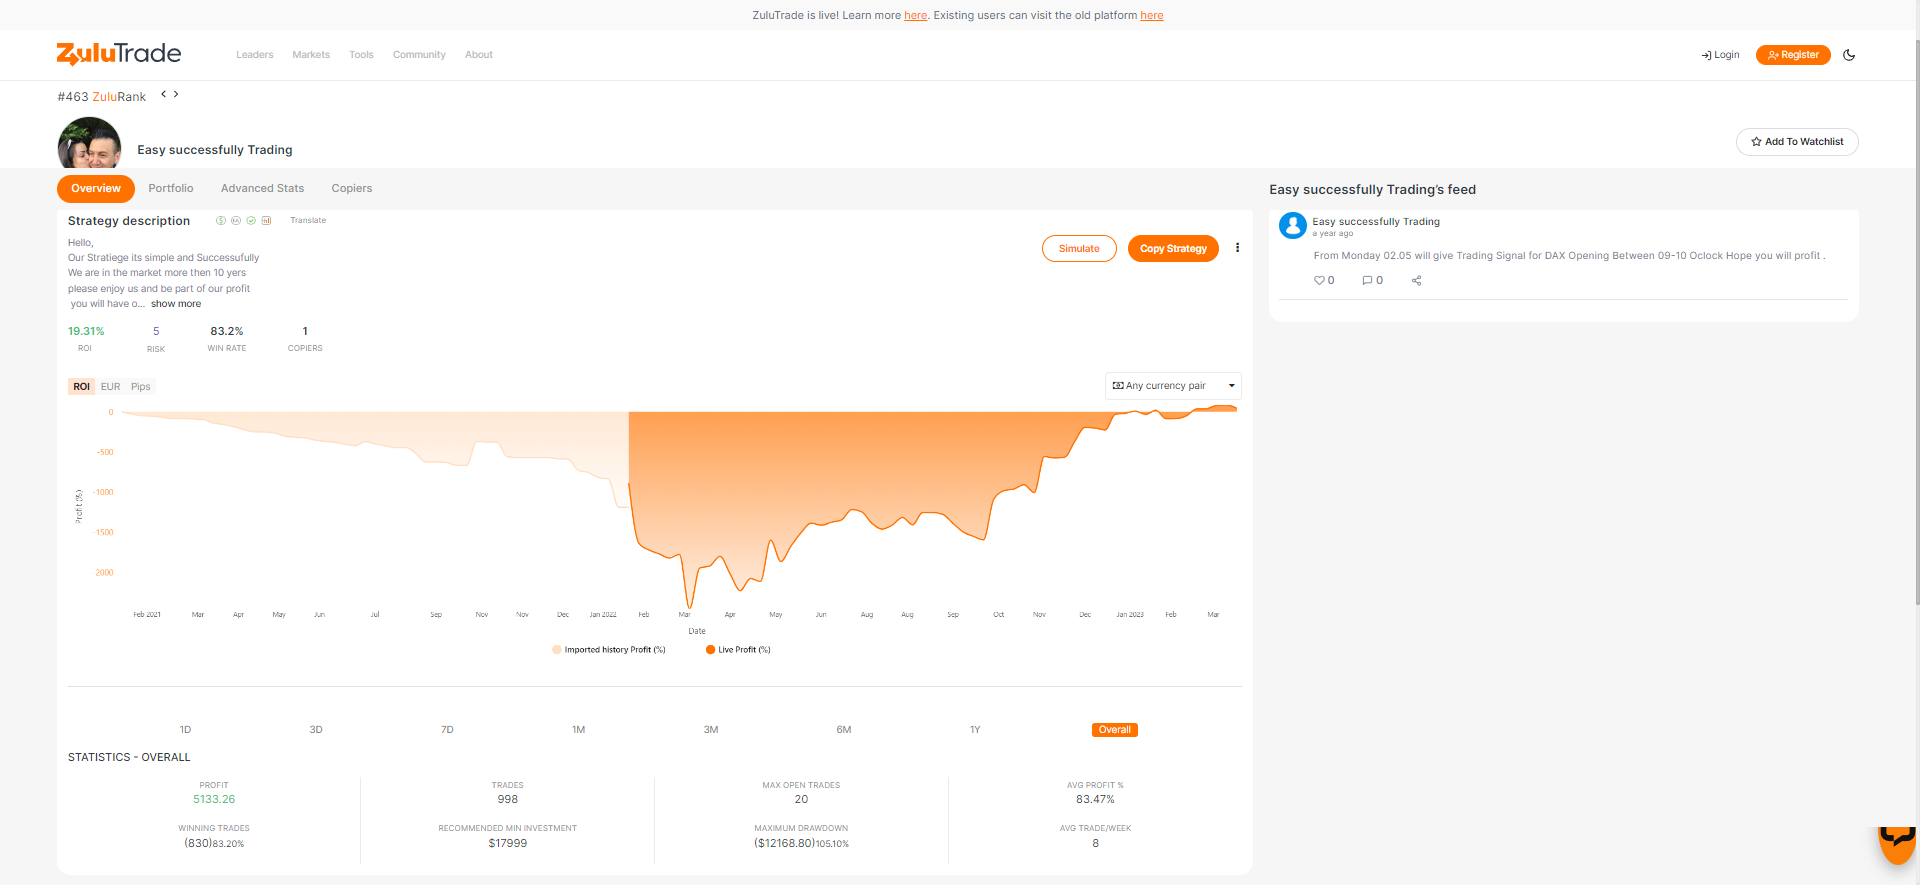 ZuluTrade is live! Learn more here. Existing users can visit the old platform here
ZuluTrade
Leaders Markets Tools Community About
Login Register
#463 ZuluRank < >
Easy successfully Trading
Add To Watchlist
Overview Portfolio Advanced Stats Copiers
Strategy description Translate
Hello,
Our Stratiege its simple and Successufully
We are in the market more then 10 yers
please enjoy us and be part of our profit
you will have o... show more
Simulate Copy Strategy
19.31% 5 83.2% 1
ROI RISK WIN RATE COPIERS
ROI EUR Pips
Any currency pair
0
-500
-1000
-1500
2000
Profit (%)
Feb 2021 Mar Apr May Jun Jul Sep Nov Nov Dec Jan 2022 Feb Mar Apr May Jun Aug Aug Sep Oct Nov Dec Jan 2023 Feb Mar
Date
Imported history Profit (%) Live Profit (%)
1D 3D 7D 1M 3M 6M 1Y Overall
STATISTICS - OVERALL
PROFIT TRADES MAX OPEN TRADES AVG PROFIT %
5133.26 998 20 83.47%
WINNING TRADES RECOMMENDED MIN INVESTMENT MAXIMUM DRAWDOWN AVG TRADE/WEEK
(830)83.20% $17999 ($12168.80)105.10% 8
Easy successfully Trading's feed
Easy successfully Trading
a year ago
From Monday 02.05 will give Trading Signal for DAX Opening Between 09-10 Oclock Hope you will profit .
0 0